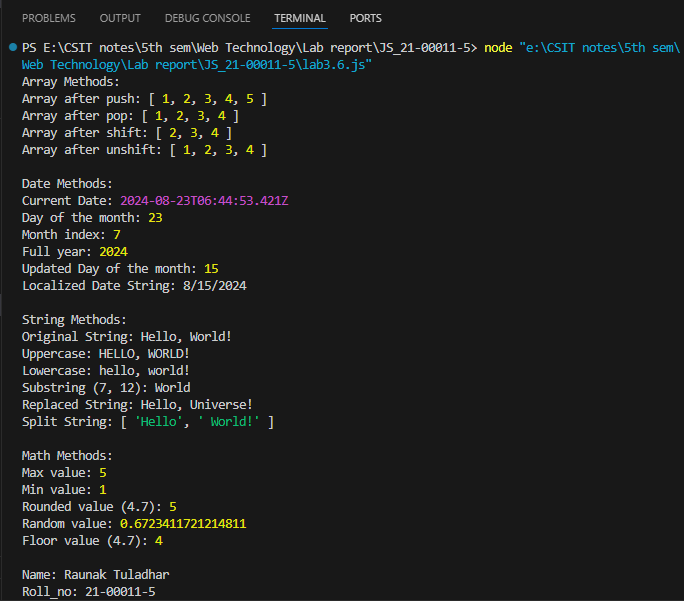 PROBLEMS OUTPUT DEBUG CONSOLE TERMINAL PORTS
PS E:\CSIT notes\5th sem\Web Technology\Lab report\JS_21-00011-5> node "e:\CSIT notes\5th sem\
Web Technology\Lab report\JS_21-00011-5\lab3.6.js"
Array Methods:
Array after push: [ 1, 2, 3, 4, 5 ]
Array after pop: [ 1, 2, 3, 4 ]
Array after shift: [ 2, 3, 4 ]
Array after unshift: [ 1, 2, 3, 4 ]
Date Methods:
Current Date: 2024-08-23T06:44:53.421Z
Day of the month: 23
Month index: 7
Full year: 2024
Updated Day of the month: 15
Localized Date String: 8/15/2024
String Methods:
Original String: Hello, World!
Uppercase: HELLO, WORLD!
Lowercase: hello, world!
Substring (7, 12): World
Replaced String: Hello, Universe!
Split String: [ 'Hello', ' World!' ]
Math Methods:
Max value: 5
Min value: 1
Rounded value (4.7): 5
Random value: 0.6723411721214811
Floor value (4.7): 4
Name: Raunak Tuladhar
Roll_no: 21-00011-5